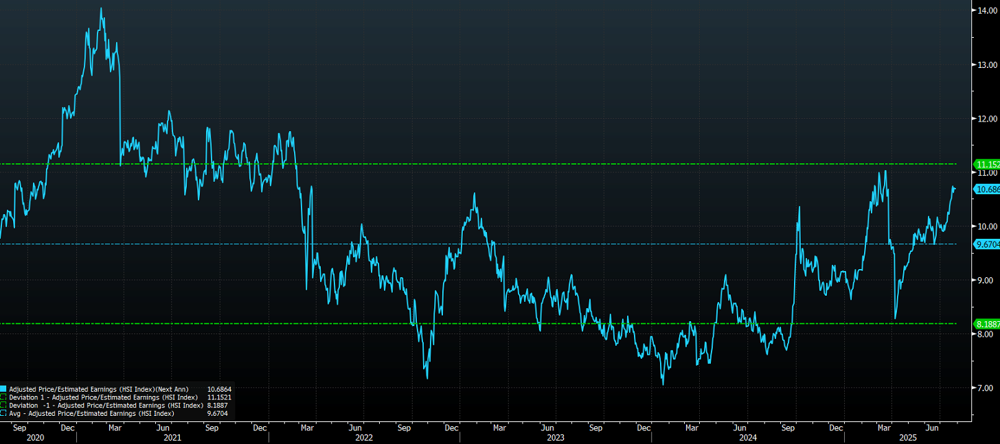 14.00
13.00
12.00
11.152
11.00
10.686
10.00
9.6704
9.00
8.1887
8.00
7.00
Adjusted Price/Estimated Earnings (HSI Index)(Next Ann) 10.6864
Deviation 1 - Adjusted Price/Estimated Earnings (HSI Index) 11.1521
Deviation -1 - Adjusted Price/Estimated Earnings (HSI Index) 8.1887
Avg - Adjusted Price/Estimated Earnings (HSI Index) 9.6704
Sep Dec Mar Jun Sep Dec Mar Jun Sep Dec Mar Jun Sep Dec Mar Jun Sep Dec Mar Jun
2020 2021 2022 2023 2024 2025